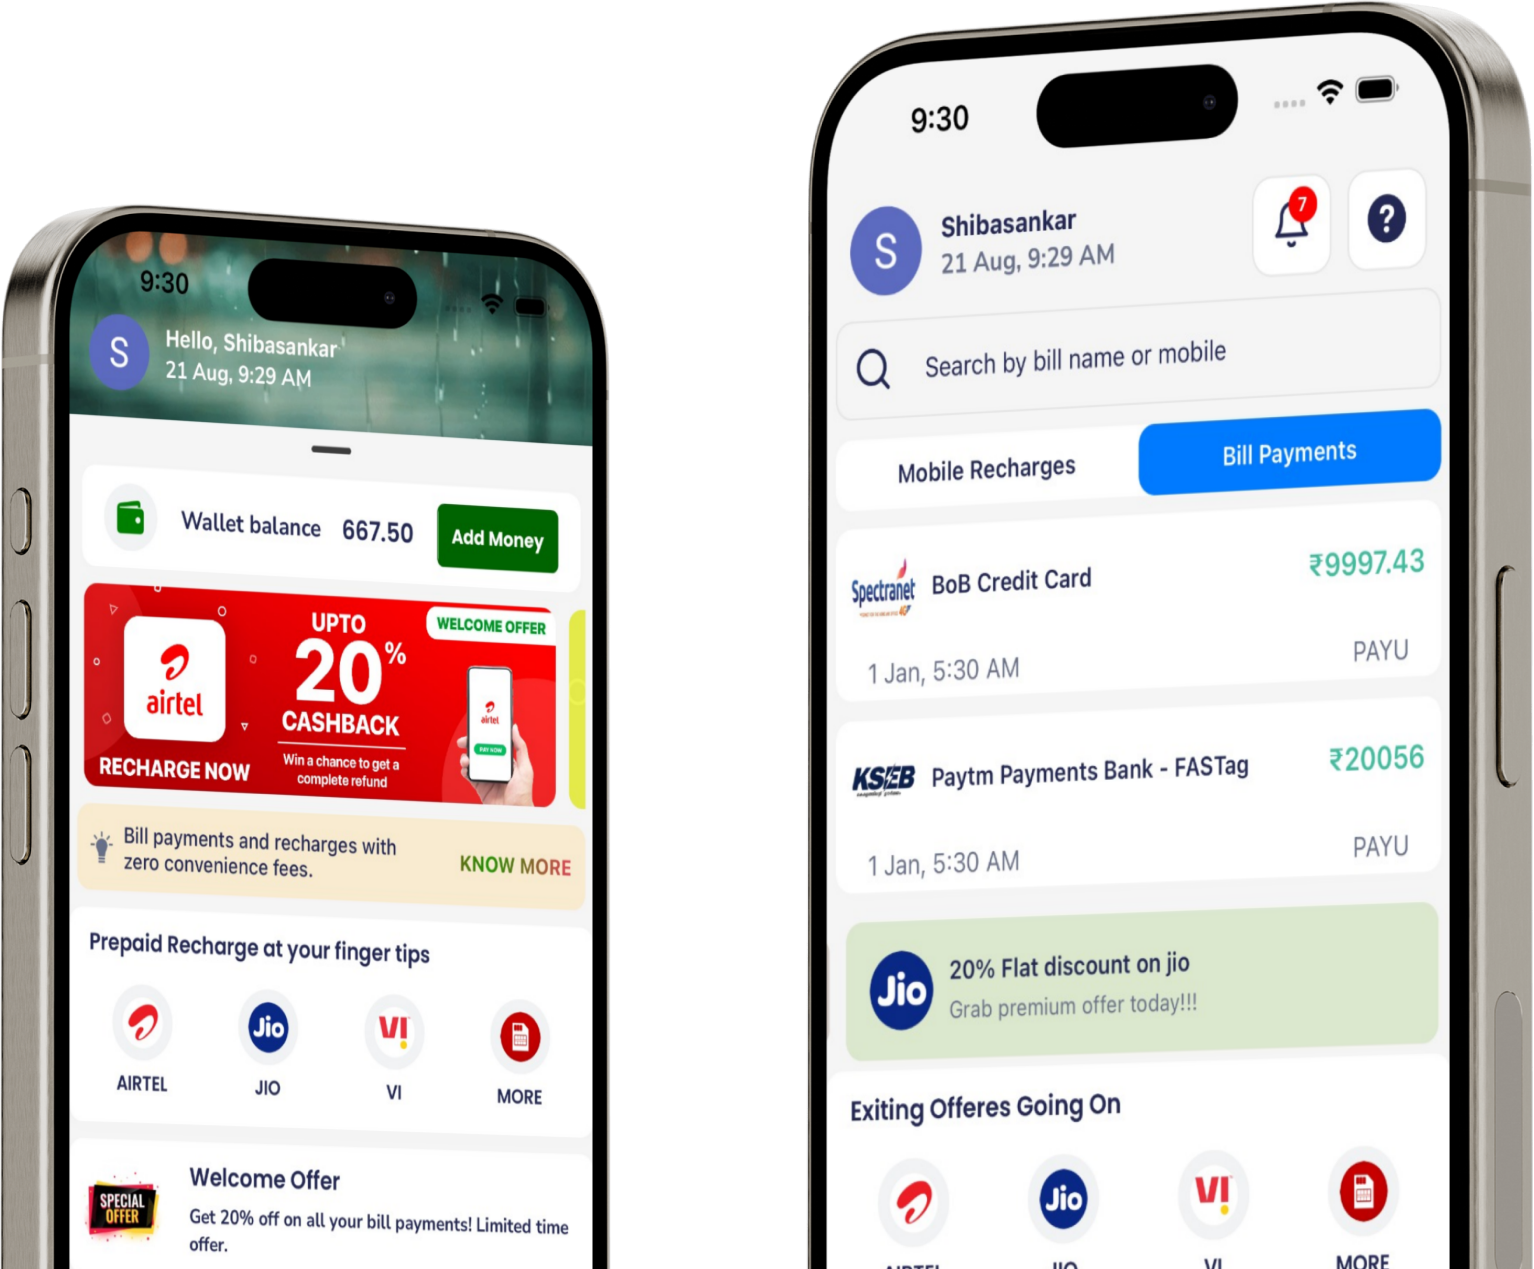 9:30
S
Hello, Shibasankar
21 Aug, 9:29 AM
Wallet balance 667.50 Add Money
airtel
RECHARGE NOW
UPTO
20%
CASHBACK
Win a chance to get a
complete refund
WELCOME OFFER
airtel
PAY NOW
Bill payments and recharges with
zero convenience fees.
KNOW MORE
Prepaid Recharge at your finger tips
Jio
VI
AIRTEL JIO VI MORE
SPECIAL
OFFER
Welcome Offer
Get 20% off on all your bill payments! Limited time
offer.
9:30
S
Shibasankar
21 Aug, 9:29 AM
7
?
Search by bill name or mobile
Mobile Recharges Bill Payments
Spectranet
BoB Credit Card ₹9997.43
1 Jan, 5:30 AM PAYU
KSEB
Paytm Payments Bank - FASTag ₹20056
1 Jan, 5:30 AM PAYU
Jio
20% Flat discount on jio
Grab premium offer today!!!
Exiting Offeres Going On
Jio
VI
AIRTEL JIO VI MORE